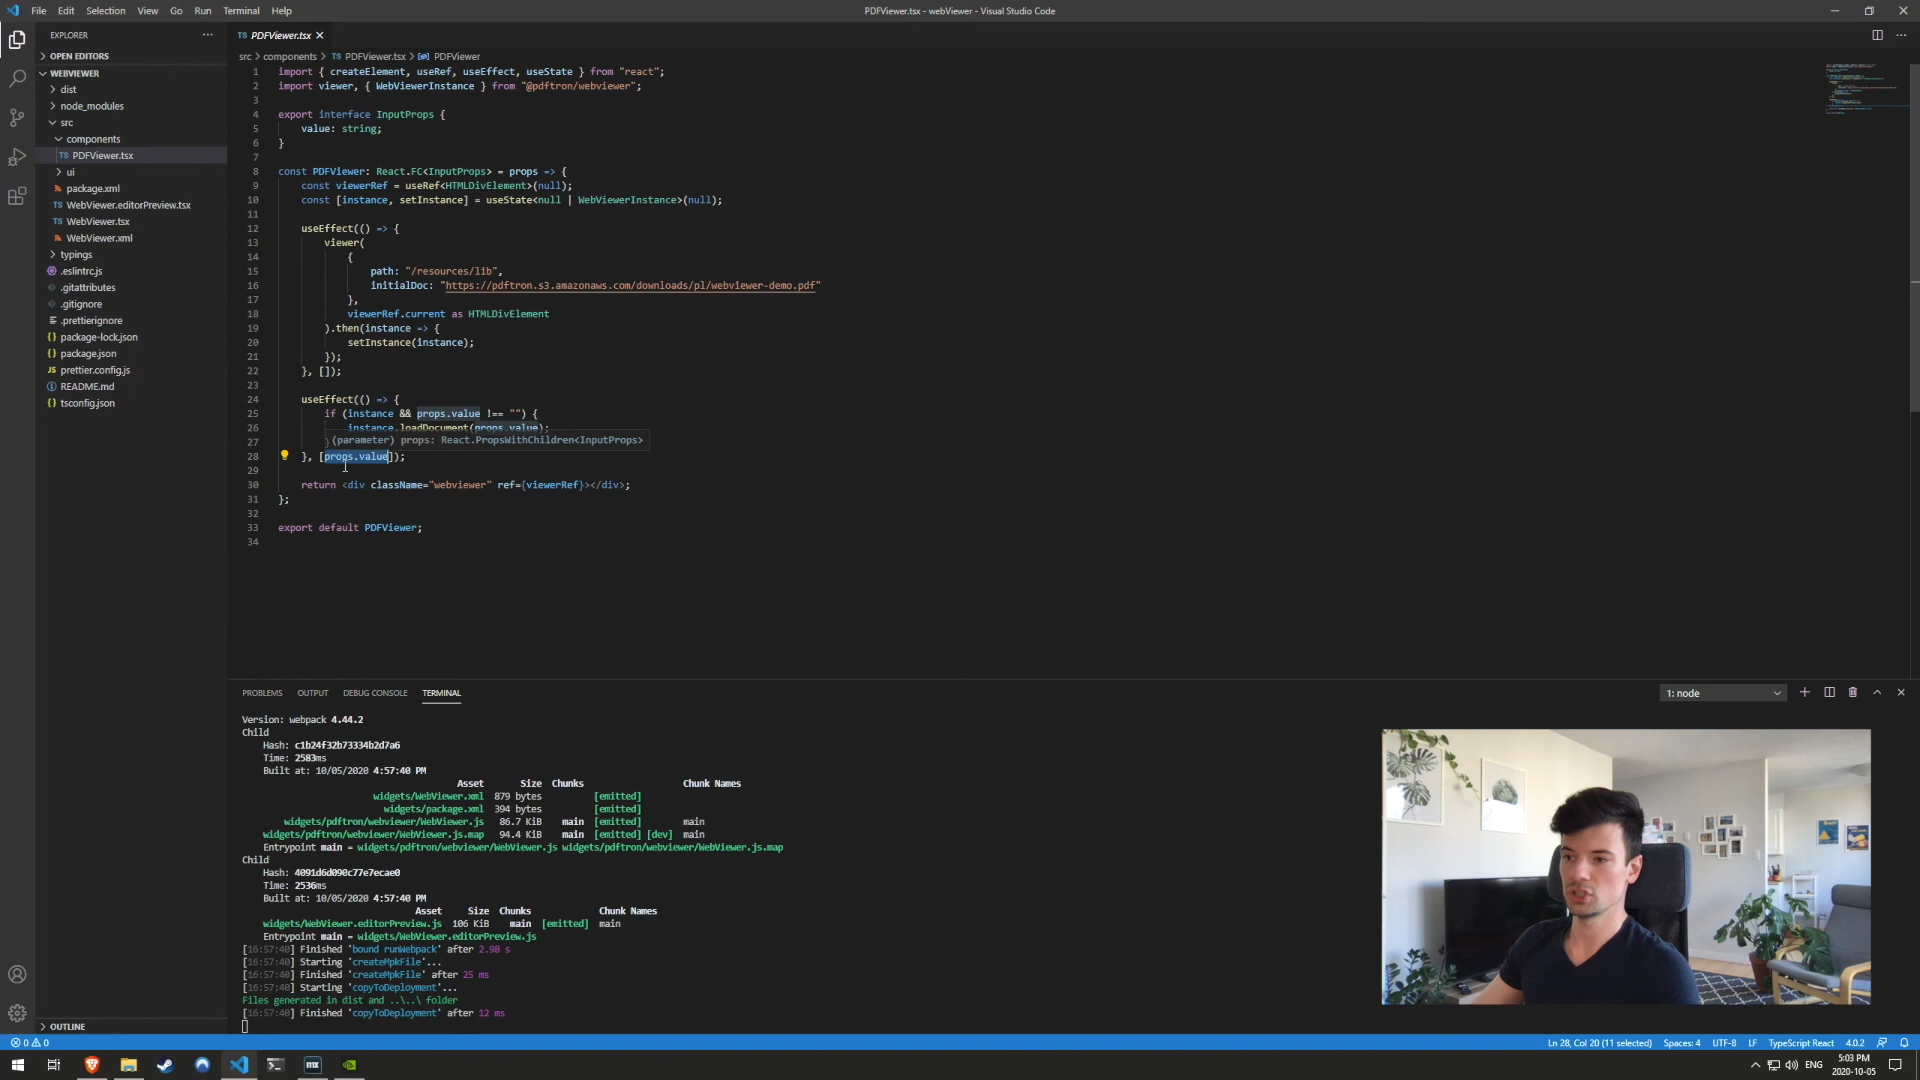 File Edit Selection View Go Run Terminal Help
PDFViewer.tsx - webViewer - Visual Studio Code
EXPLORER
OPEN EDITORS
WEBVIEWER
dist
node_modules
src
components
TS PDFViewer.tsx
ui
package.xml
TS WebViewer.editorPreview.tsx
TS WebViewer.tsx
WebViewer.xml
typings
.eslintrc.js
.gitattributes
.gitignore
.prettierignore
{} package-lock.json
{} package.json
JS prettier.config.js
README.md
{} tsconfig.json
OUTLINE
TS PDFViewer.tsx
src > components > TS PDFViewer.tsx > PDFViewer
1 import { createElement, useRef, useEffect, useState } from "react";
2 import viewer, { WebViewerInstance } from "@pdftron/webviewer";
3
4 export interface InputProps {
5 value: string;
6 }
7
8 const PDFViewer: React.FC<InputProps> = props => {
9 const viewerRef = useRef<HTMLDivElement>(null);
10 const [instance, setInstance] = useState<null | WebViewerInstance>(null);
11
12 useEffect(() => {
13 viewer(
14 {
15 path: "/resources/lib",
16 initialDoc: "https://pdftron.s3.amazonaws.com/downloads/pl/webviewer-demo.pdf"
17 },
18 viewerRef.current as HTMLDivElement
19 ).then(instance => {
20 setInstance(instance);
21 });
22 }, []);
23
24 useEffect(() => {
25 if (instance && props.value !== "") {
26 instance.loadDocument(props.value);
27 }
(parameter) props: React.PropsWithChildren<InputProps>
28 }, [props.value]);
29
30 return <div className="webviewer" ref={viewerRef}></div>;
31 };
32
33 export default PDFViewer;
34
PROBLEMS OUTPUT DEBUG CONSOLE TERMINAL
1: node
Version: webpack 4.44.2
Child
Hash: c1b24f32b73334b2d7a6
Time: 2583ms
Built at: 10/05/2020 4:57:40 PM
Asset Size Chunks Chunk Names
widgets/WebViewer.xml 879 bytes [emitted]
widgets/package.xml 394 bytes [emitted]
widgets/pdftron/webviewer/WebViewer.js 86.7 KiB main [emitted] main
widgets/pdftron/webviewer/WebViewer.js.map 94.4 KiB main [emitted] [dev] main
Entrypoint main = widgets/pdftron/webviewer/WebViewer.js widgets/pdftron/webviewer/WebViewer.js.map
Child
Hash: 4091d6d090c77e7ecae0
Time: 2536ms
Built at: 10/05/2020 4:57:40 PM
Asset Size Chunks Chunk Names
widgets/WebViewer.editorPreview.js 106 KiB main [emitted] main
Entrypoint main = widgets/WebViewer.editorPreview.js
[16:57:40] Finished 'bound runWebpack' after 2.98 s
[16:57:40] Starting 'createMpkFile'...
[16:57:40] Finished 'createMpkFile' after 25 ms
[16:57:40] Starting 'copyToDeployment'...
Files generated in dist and ..\..\ folder
[16:57:40] Finished 'copyToDeployment' after 12 ms
0 0
Ln 28, Col 20 (11 selected) Spaces: 4 UTF-8 LF TypeScript React 4.0.2
mx
ENG
5:03 PM
2020-10-05